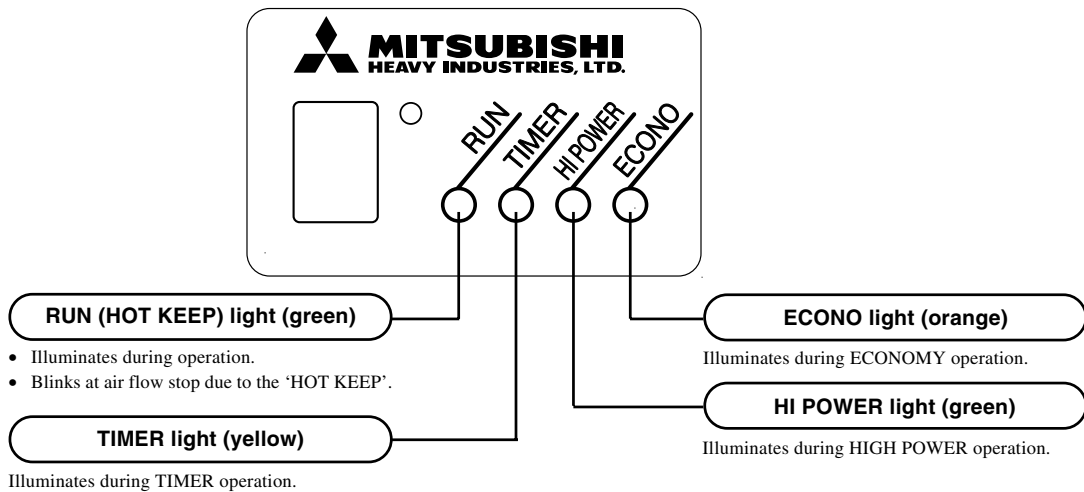 MITSUBISHI
HEAVY INDUSTRIES, LTD.
RUN
TIMER
HI POWER
ECONO
RUN (HOT KEEP) light (green)
• Illuminates during operation.
• Blinks at air flow stop due to the ‘HOT KEEP’.
TIMER light (yellow)
Illuminates during TIMER operation.
ECONO light (orange)
Illuminates during ECONOMY operation.
HI POWER light (green)
Illuminates during HIGH POWER operation.